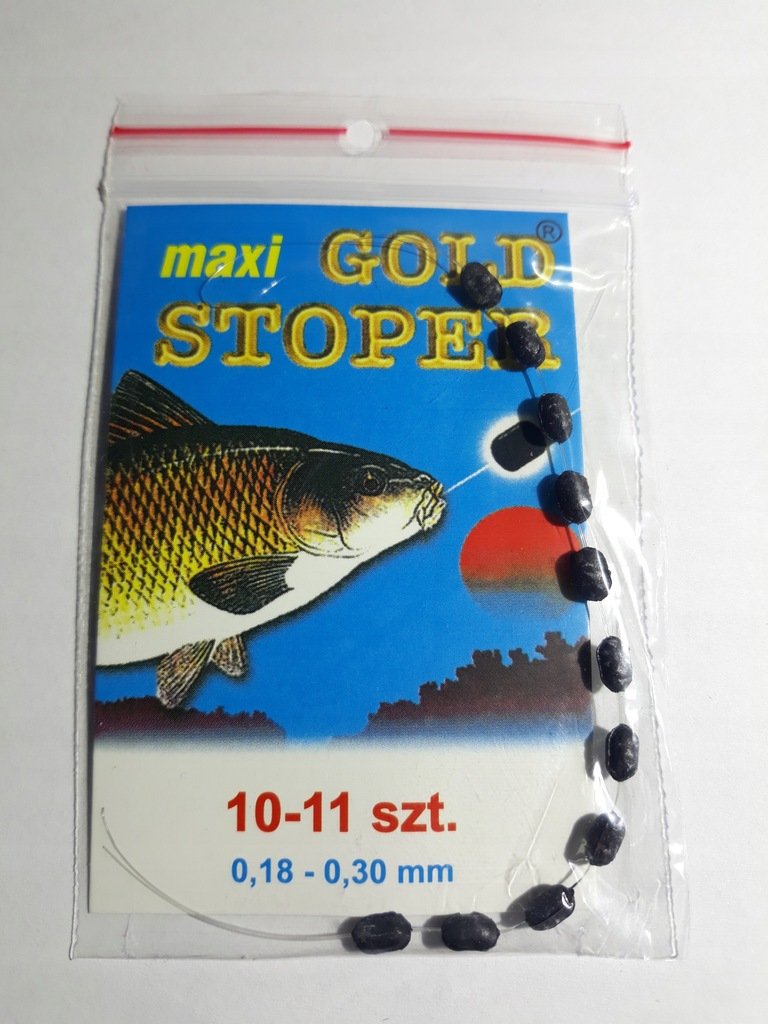 maxi GOLD®
STOPER
10-11 szt.
0,18 - 0,30 mm